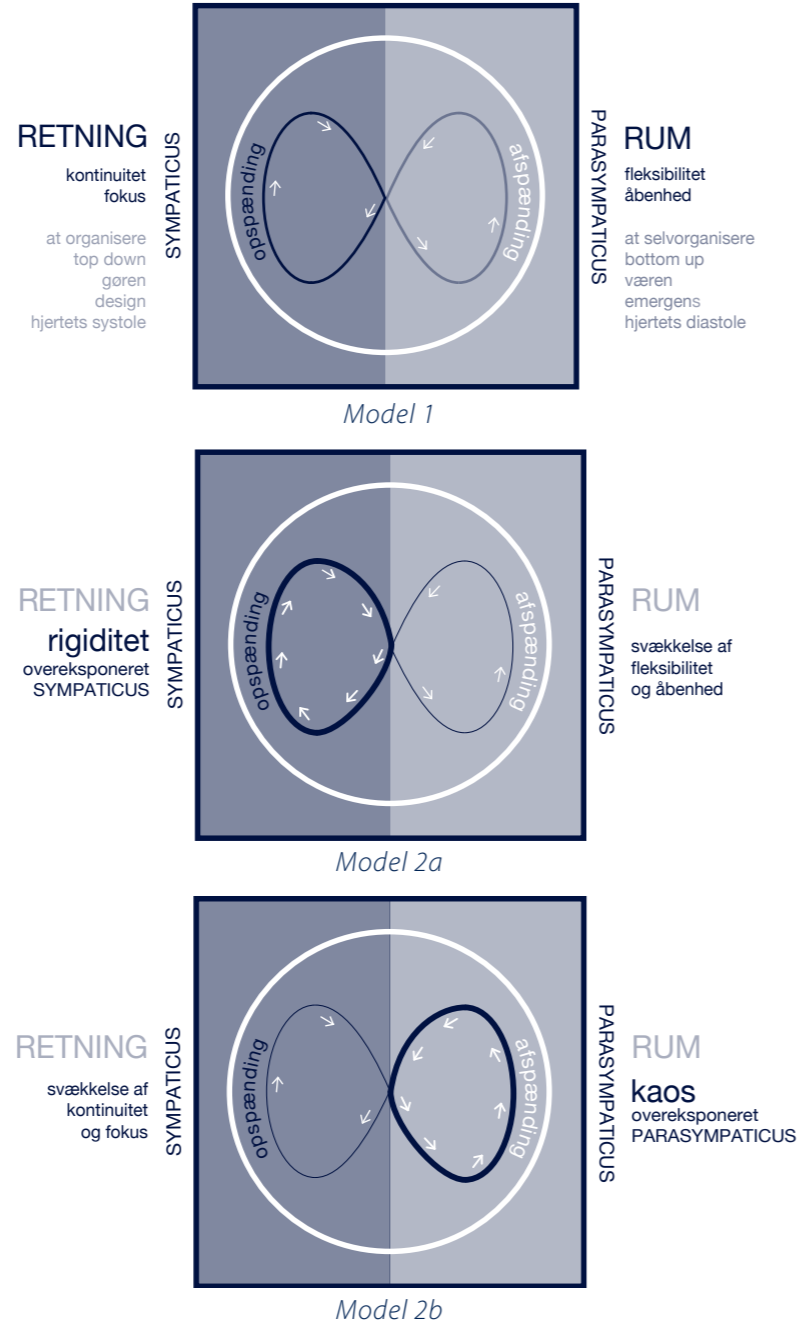 RETNING
kontinuitet
fokus
at organisere
top down
gøren
design
hjertets systole
SYMPATICUS
opspænding
afspænding
PARASYMPATICUS
RUM
fleksibilitet
åbenhed
at selvorganisere
bottom up
væren
emergens
hjertets diastole
Model 1
RETNING
rigiditet
overeksponeret
SYMPATICUS
SYMPATICUS
opspænding
afspænding
PARASYMPATICUS
RUM
svækkelse af
fleksibilitet
og åbenhed
Model 2a
RETNING
svækkelse af
kontinuitet
og fokus
SYMPATICUS
opspænding
afspænding
PARASYMPATICUS
RUM
kaos
overeksponeret
PARASYMPATICUS
Model 2b